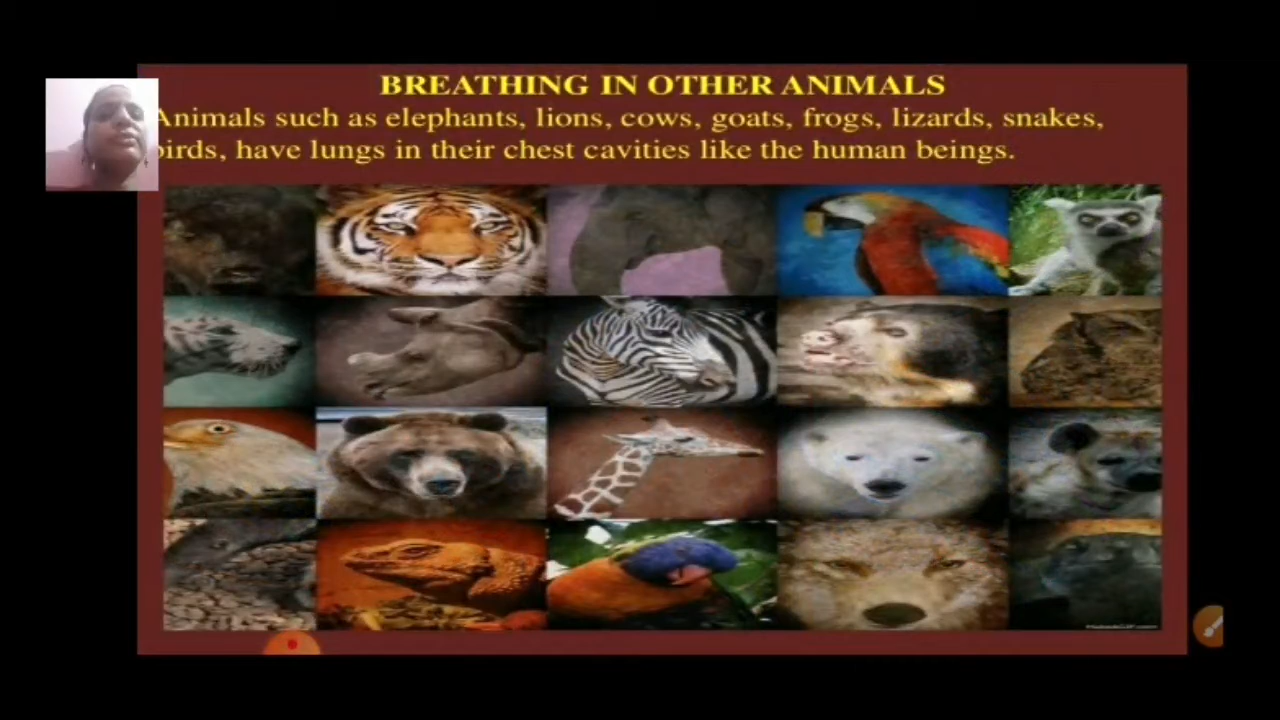 BREATHING IN OTHER ANIMALS
Animals such as elephants, lions, cows, goats, frogs, lizards, snakes,
birds, have lungs in their chest cavities like the human beings.